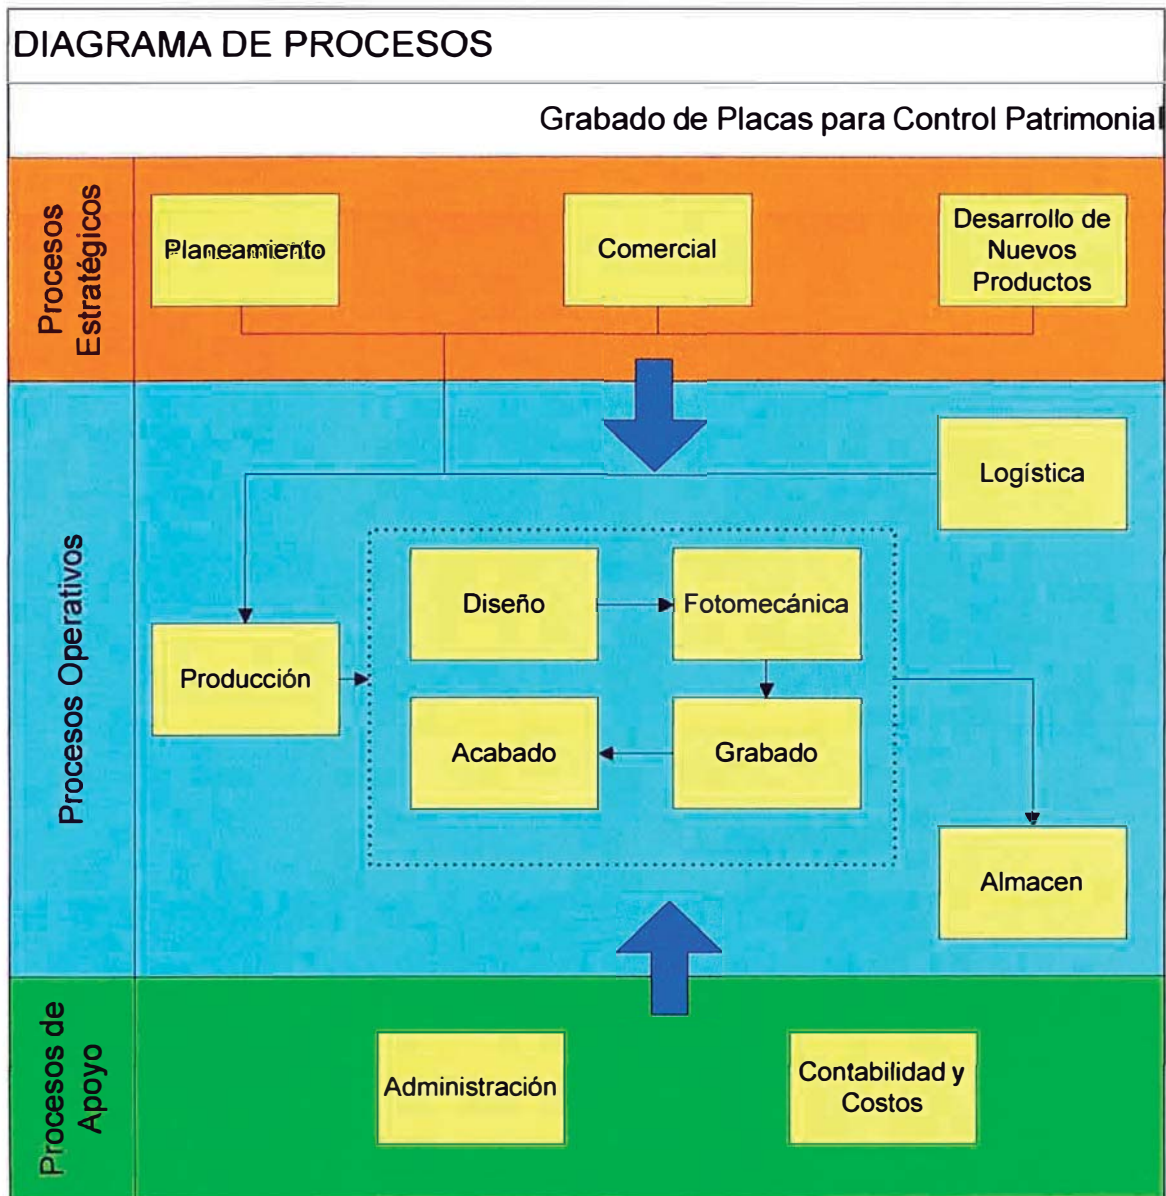 DIAGRAMA DE PROCESOS
Grabado de Placas para Control Patrimonial
Procesos
Estratégicos
Planeamiento
Comercial
Desarrollo de
Nuevos
Productos
Procesos Operativos
Logística
Diseño
Fotomecánica
Producción
Acabado
Grabado
Almacen
Procesos de
Apoyo
Administración
Contabilidad y
Costos